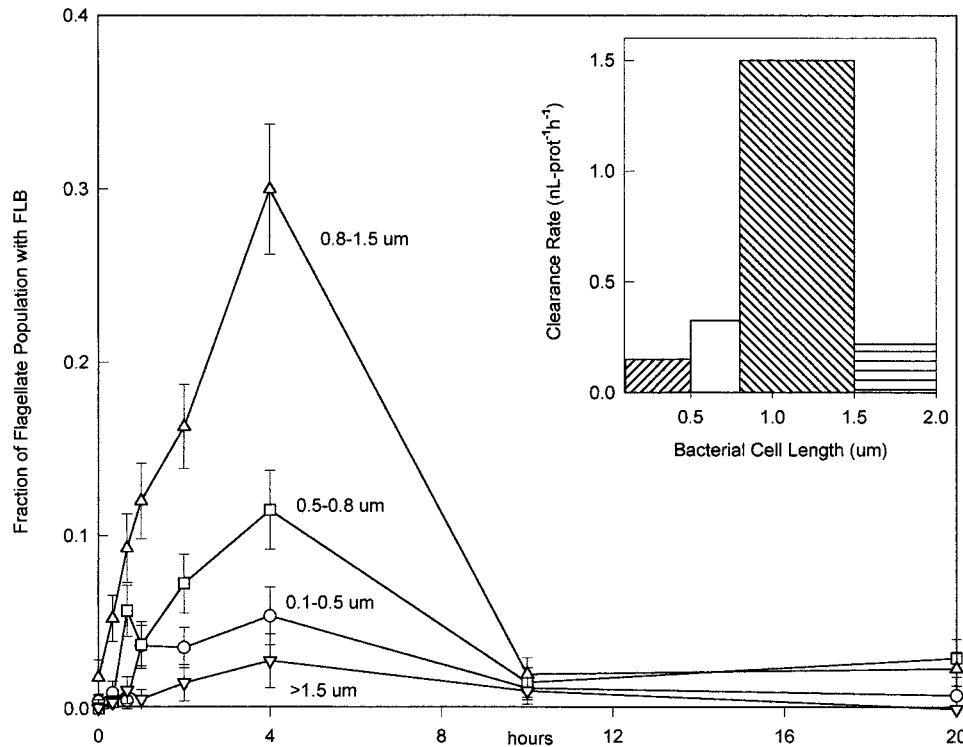 0.4
0.3
0.2
0.1
0.0
Fraction of Flagellate Population with FLB
0
4
8
12
16
20
hours
0.8-1.5 um
0.5-0.8 um
0.1-0.5 um
>1.5 um
1.5
1.0
0.5
0.0
Clearance Rate (nL-prot⁻¹h⁻¹)
0.5
1.0
1.5
2.0
Bacterial Cell Length (um)